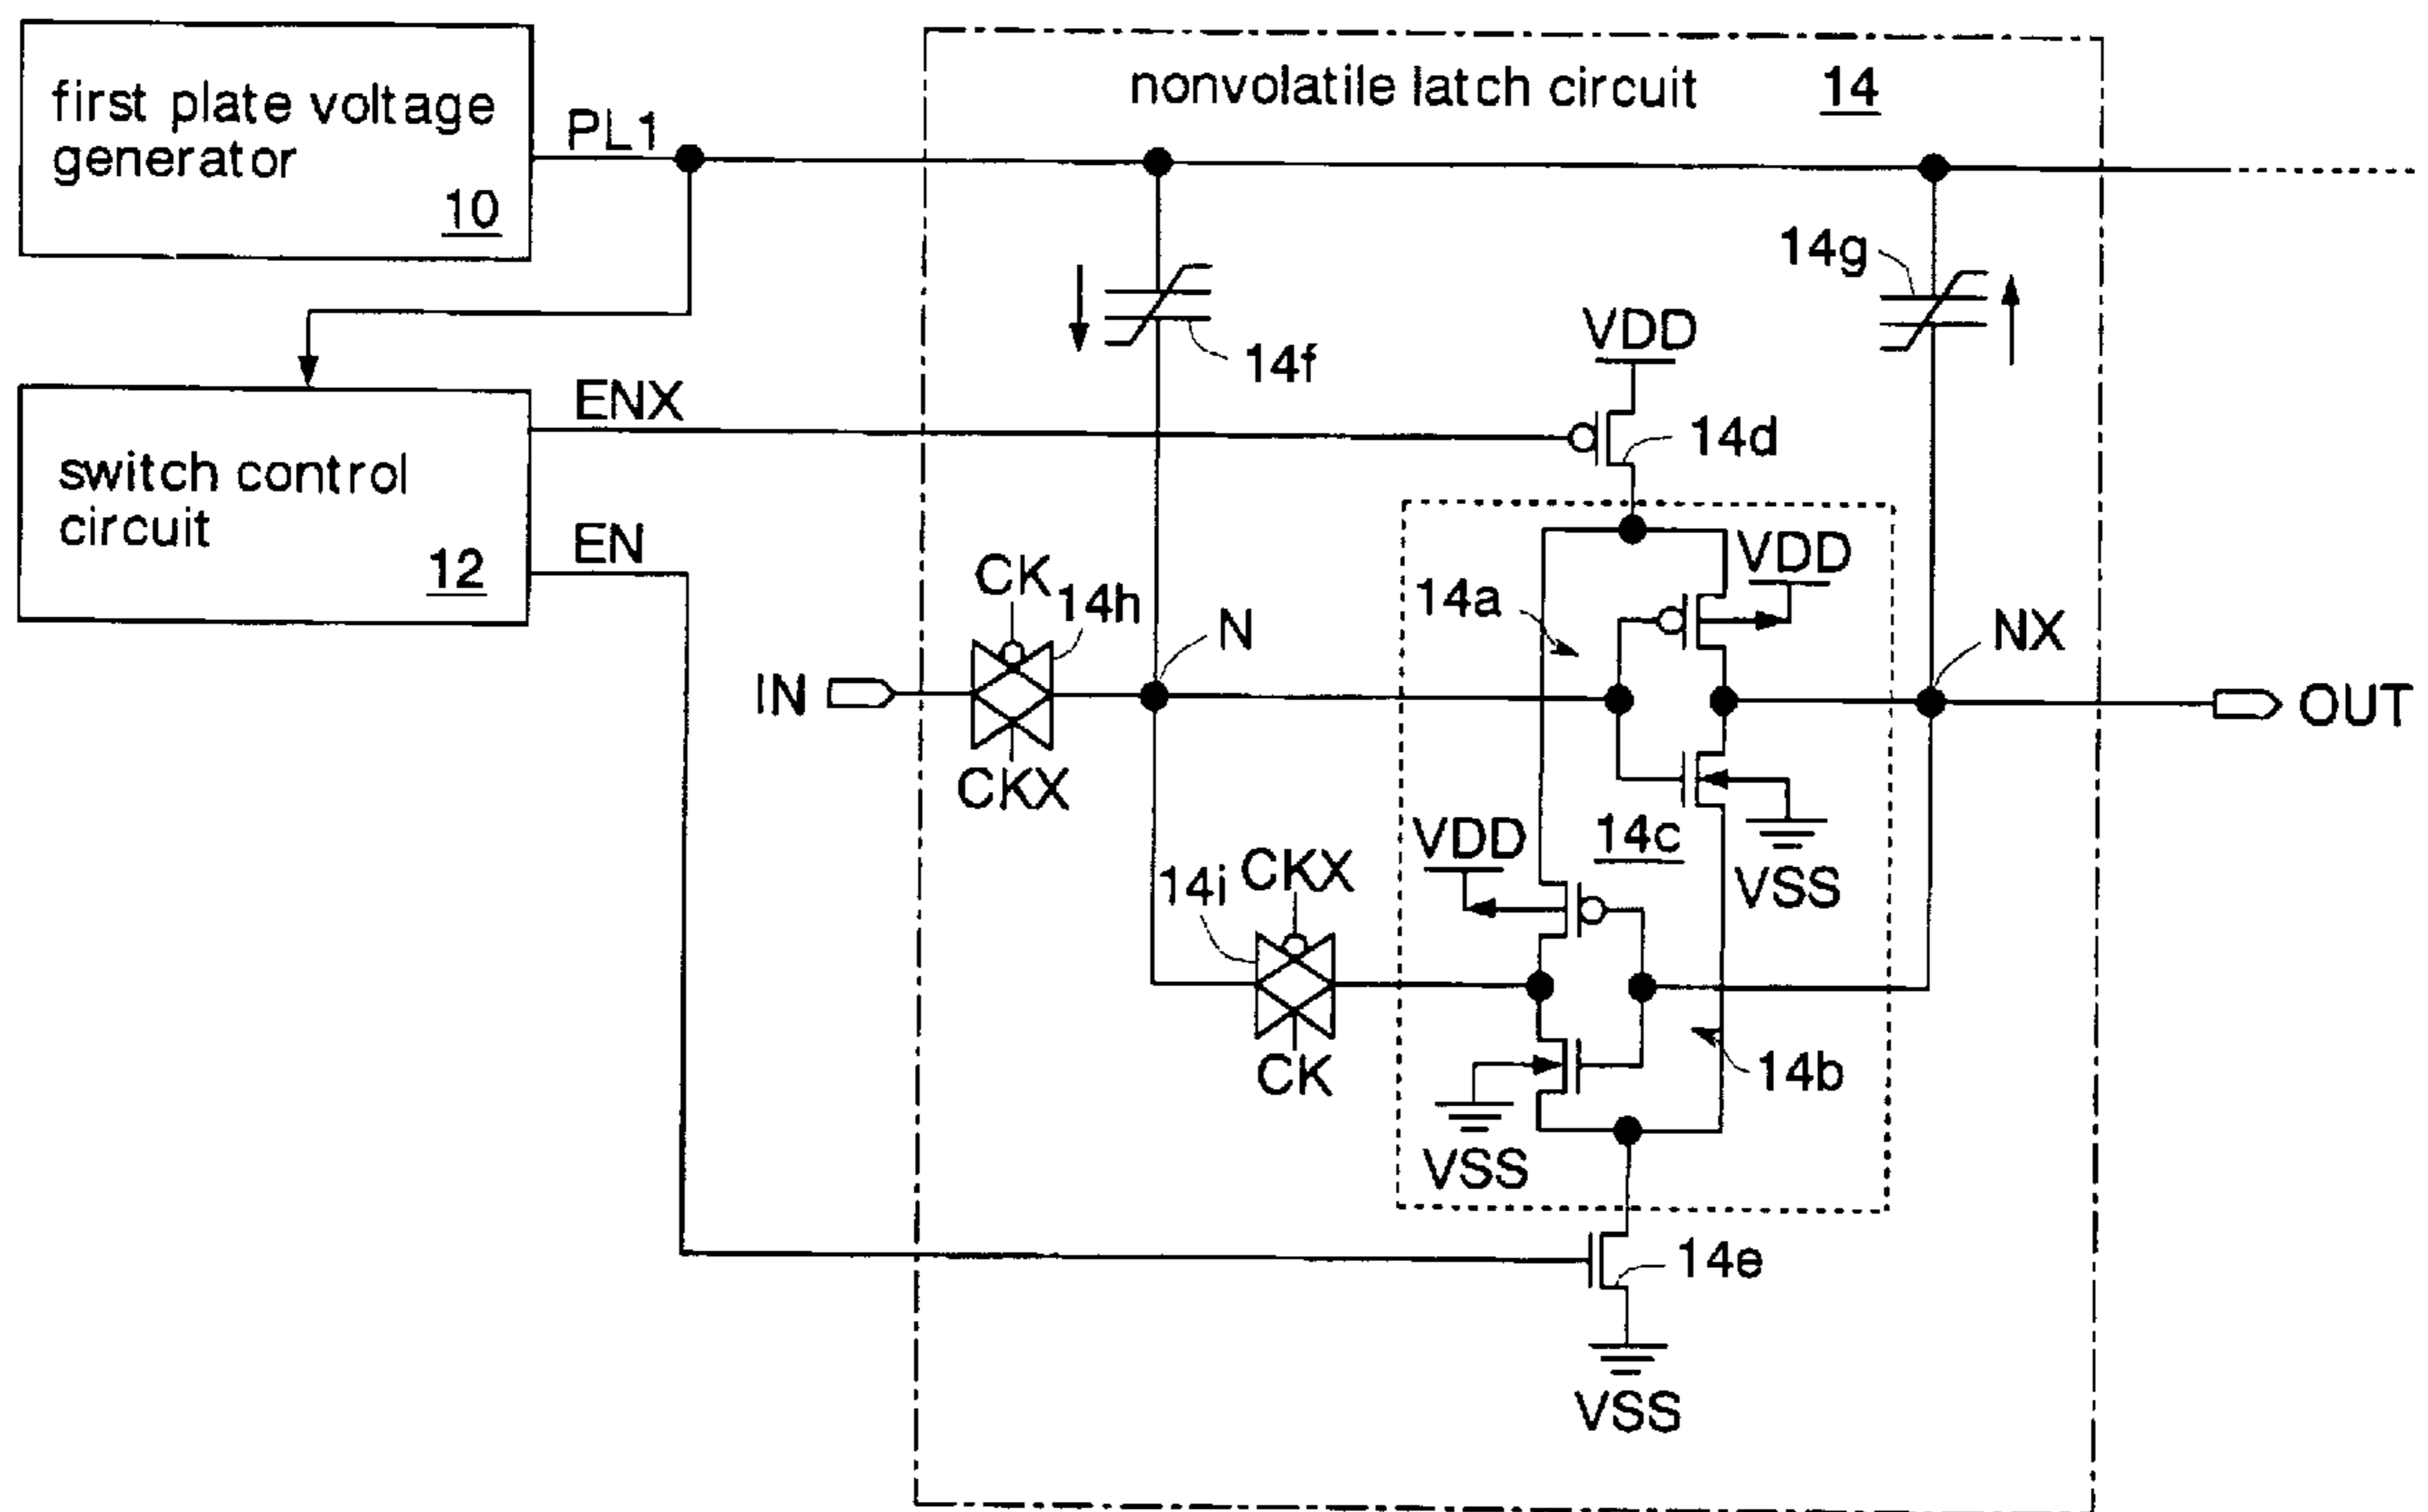 first plate voltage
generator
10
PL1
nonvolatile latch circuit 14
14g
14f
VDD
ENX
14d
switch control
circuit
12
EN
VDD
CK
14h
14a
N
NX
IN
OUT
CKX
14c
VDD
VSS
CKX
14i
CK
14b
VSS
14e
VSS